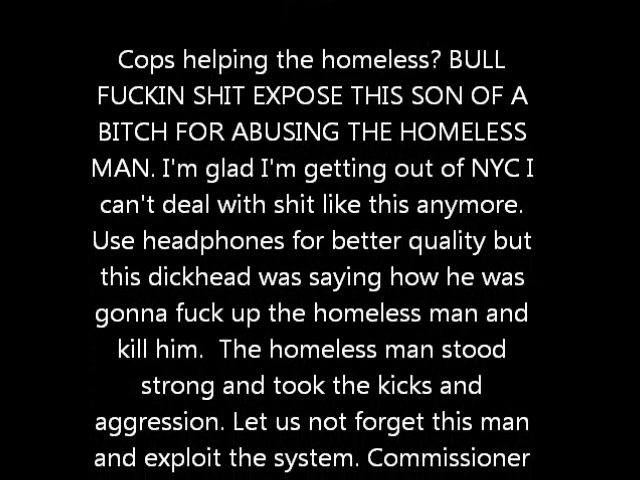 Cops helping the homeless? BULL
FUCKIN SHIT EXPOSE THIS SON OF A
BITCH FOR ABUSING THE HOMELESS
MAN. I'm glad I'm getting out of NYC I
can't deal with shit like this anymore.
Use headphones for better quality but
this dickhead was saying how he was
gonna fuck up the homeless man and
kill him.  The homeless man stood
strong and took the kicks and
aggression. Let us not forget this man
and exploit the system. Commissioner